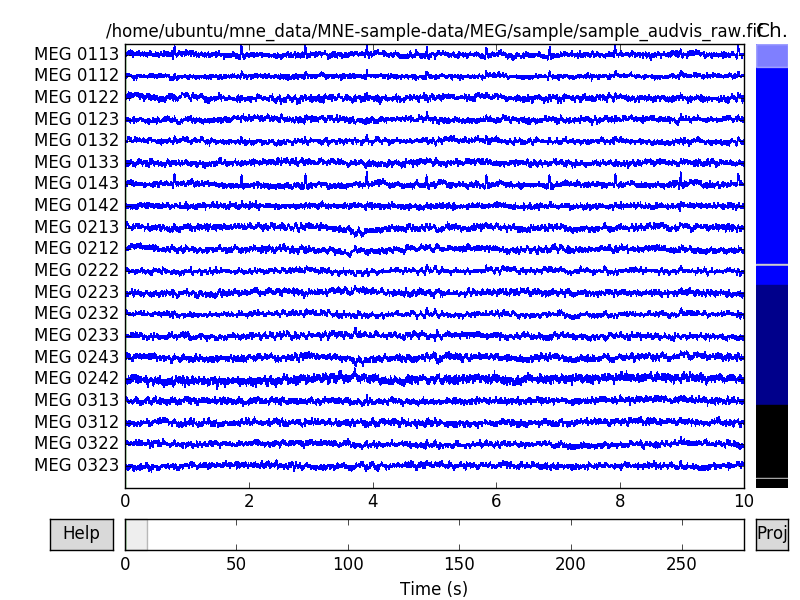 /home/ubuntu/mne_data/MNE-sample-data/MEG/sample/sample_audvis_raw.fif
Ch.
MEG 0113
MEG 0112
MEG 0122
MEG 0123
MEG 0132
MEG 0133
MEG 0143
MEG 0142
MEG 0213
MEG 0212
MEG 0222
MEG 0223
MEG 0232
MEG 0233
MEG 0243
MEG 0242
MEG 0313
MEG 0312
MEG 0322
MEG 0323
0 2 4 6 8 10
Help
Proj
0 50 100 150 200 250
Time (s)